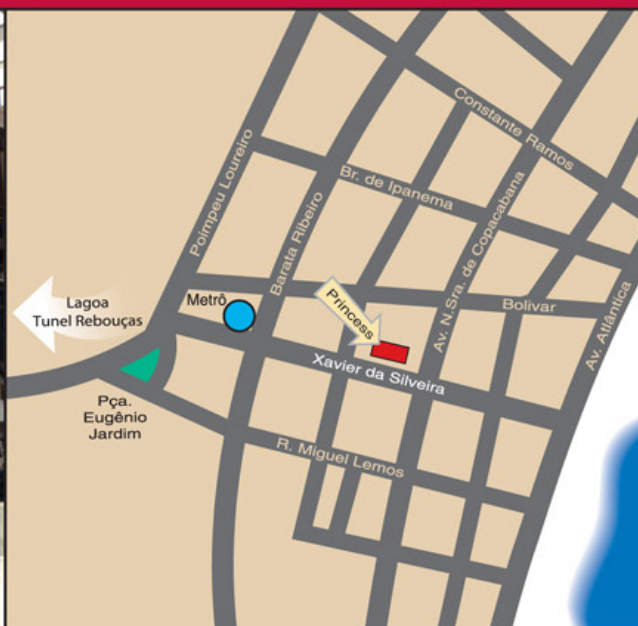 Constante Ramos
Br. de Ipanema
Poimpeu Loureiro
Barata Ribeiro
Av. N.Sra. de Copacabana
Av. Atlântica
Lagoa
Tunel Rebouças
Metrô
Princess
Bolivar
Xavier da Silveira
Pça.
Eugênio
Jardim
R. Miguel Lemos